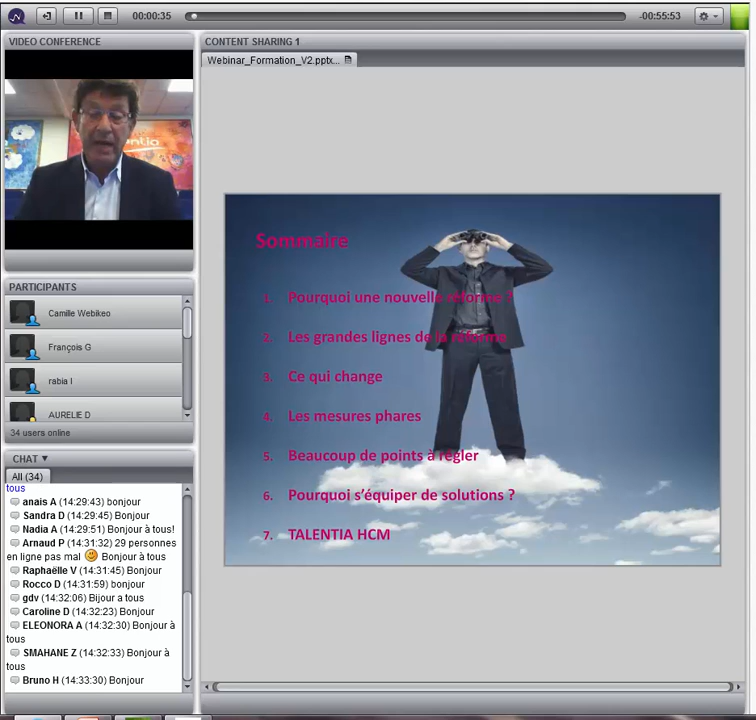 00:00:35
-00:55:53
VIDEO CONFERENCE
PARTICIPANTS
Camille Webikeo
François G
rabia I
AURELIE D
34 users online
CHAT
All (34)
tous
anais A (14:29:43) bonjour
Sandra D (14:29:45) Bonjour
Nadia A (14:29:51) Bonjour à tous!
Arnaud P (14:31:32) 29 personnes
en ligne pas mal Bonjour à tous
Raphaëlle V (14:31:45) Bonjour
Rocco D (14:31:59) bonjour
gdv (14:32:06) Bijour a tous
Caroline D (14:32:23) Bonjour
ELEONORA A (14:32:30) Bonjour à
tous
SMAHANE Z (14:32:33) Bonjour à
tous
Bruno H (14:33:30) Bonjour
CONTENT SHARING 1
Webinar_Formation_V2.pptx...
Sommaire
1. Pourquoi une nouvelle réforme ?
2. Les grandes lignes de la réforme
3. Ce qui change
4. Les mesures phares
5. Beaucoup de points à régler
6. Pourquoi s'équiper de solutions ?
7. TALENTIA HCM